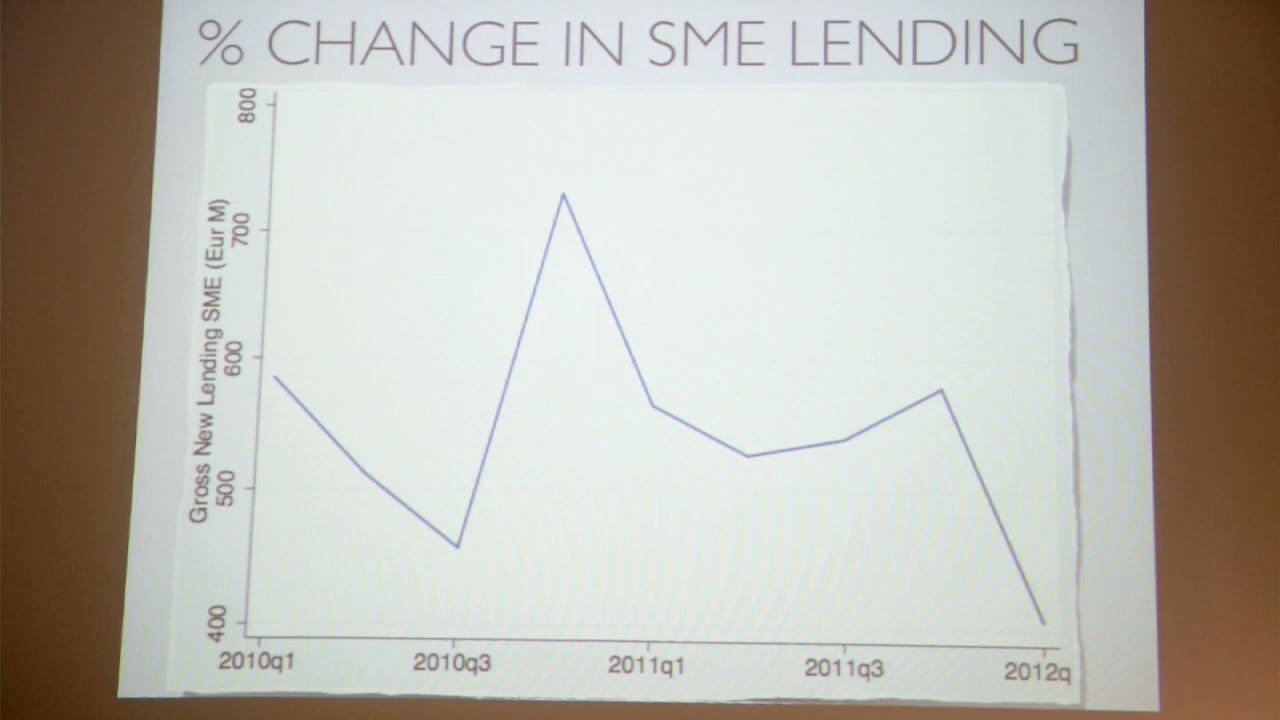 % CHANGE IN SME LENDING
Gross New Lending SME (Eur M)
800
700
600
500
400
2010q1
2010q3
2011q1
2011q3
2012q